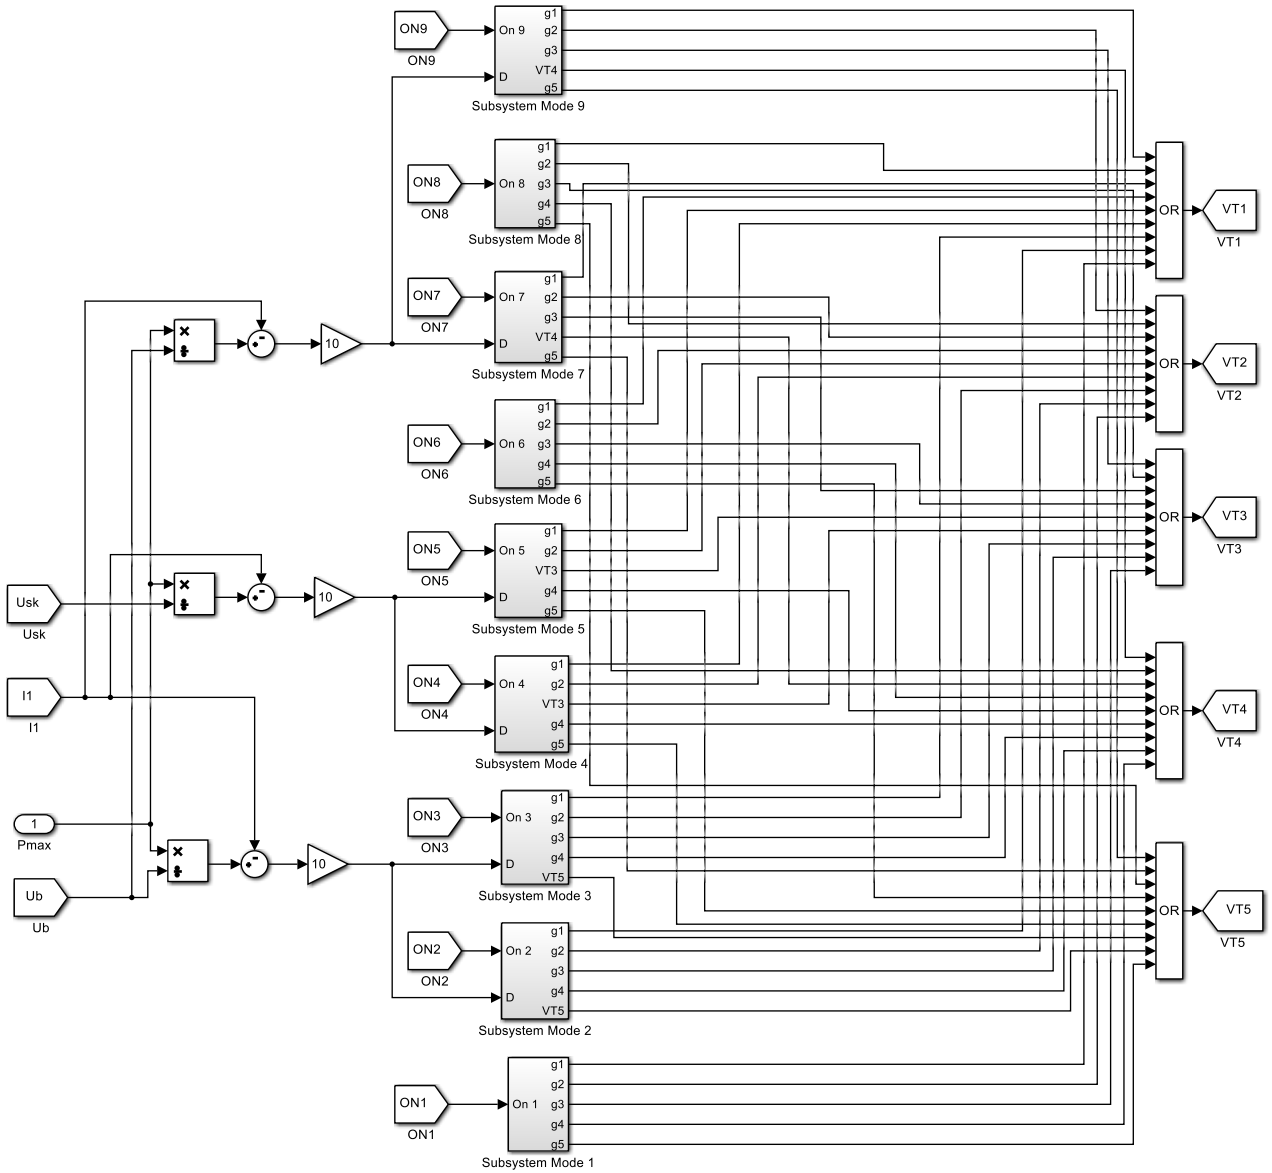 ON9
ON9
On 9
D
g1
g2
g3
VT4
g5
Subsystem Mode 9
ON8
ON8
On 8
g1
g2
g3
g4
g5
Subsystem Mode 8
OR
VT1
VT1
ON7
ON7
On 7
D
g1
g2
g3
VT4
g5
Subsystem Mode 7
×
÷
+
-
10
OR
VT2
VT2
ON6
ON6
On 6
g1
g2
g3
g4
g5
Subsystem Mode 6
OR
VT3
VT3
ON5
ON5
On 5
D
g1
g2
VT3
g4
g5
Subsystem Mode 5
Usk
Usk
×
÷
+
-
10
I1
I1
ON4
ON4
On 4
D
g1
g2
VT3
g4
g5
Subsystem Mode 4
OR
VT4
VT4
1
Pmax
ON3
ON3
On 3
D
g1
g2
g3
g4
VT5
Subsystem Mode 3
×
÷
+
-
10
Ub
Ub
OR
VT5
VT5
ON2
ON2
On 2
D
g1
g2
g3
g4
VT5
Subsystem Mode 2
ON1
ON1
On 1
g1
g2
g3
g4
g5
Subsystem Mode 1